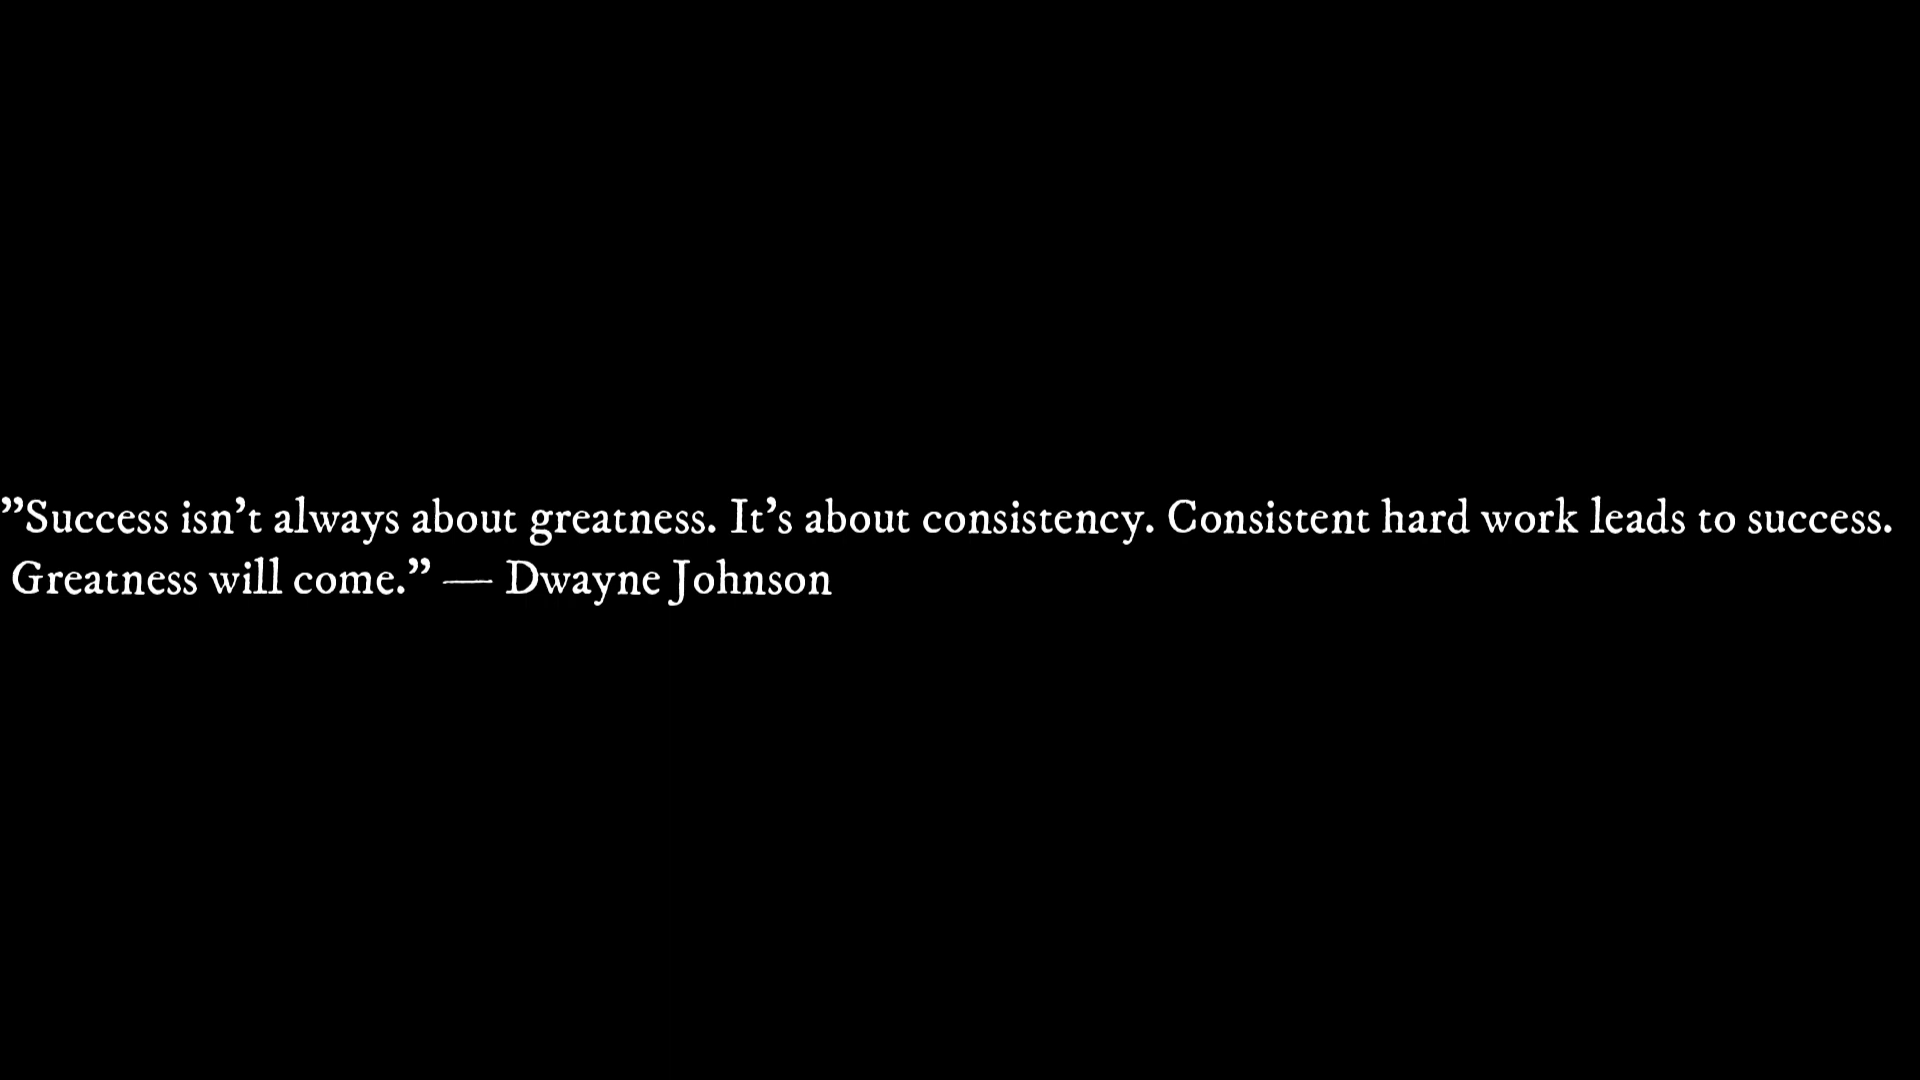 ”Success isn’t always about greatness. It’s about consistency. Consistent hard work leads to success.
Greatness will come.” — Dwayne Johnson